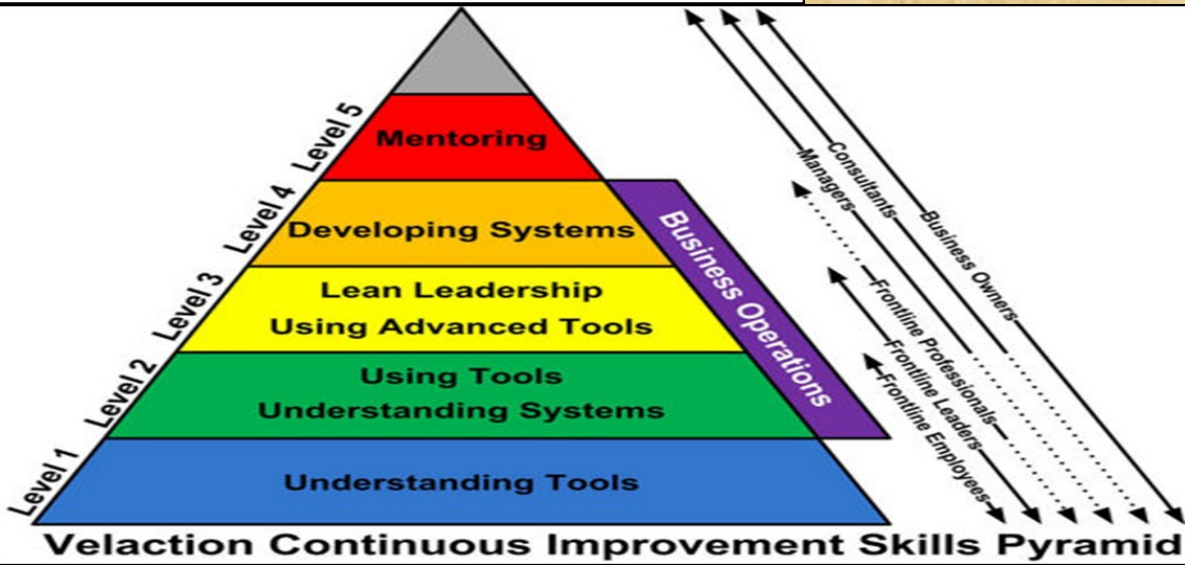 Level 5
Mentoring
Level 4
Developing Systems
Level 3
Lean Leadership
Using Advanced Tools
Level 2
Using Tools
Understanding Systems
Level 1
Understanding Tools
Business Operations
Managers
Consultants
Business Owners
Frontline Professionals
Frontline Leaders
Frontline Employees
Velaction Continuous Improvement Skills Pyramid